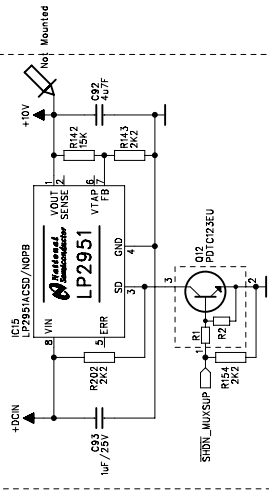 Not Mounted
+10V
C92
4u7F
R142
15K
R143
2K2
1
2
6
7
VOUT
SENSE
VTAP
FB
National
Semiconductor
LP2951
GND
4
SD
3
IC15
LP2951ACSD/NOPB
VIN
ERR
8
5
R202
2K2
+DCIN
C93
1uF/25V
Q12
PDTC123EU
3
R1
R2
1
2
R154
2K2
SHDN_MUXSUP